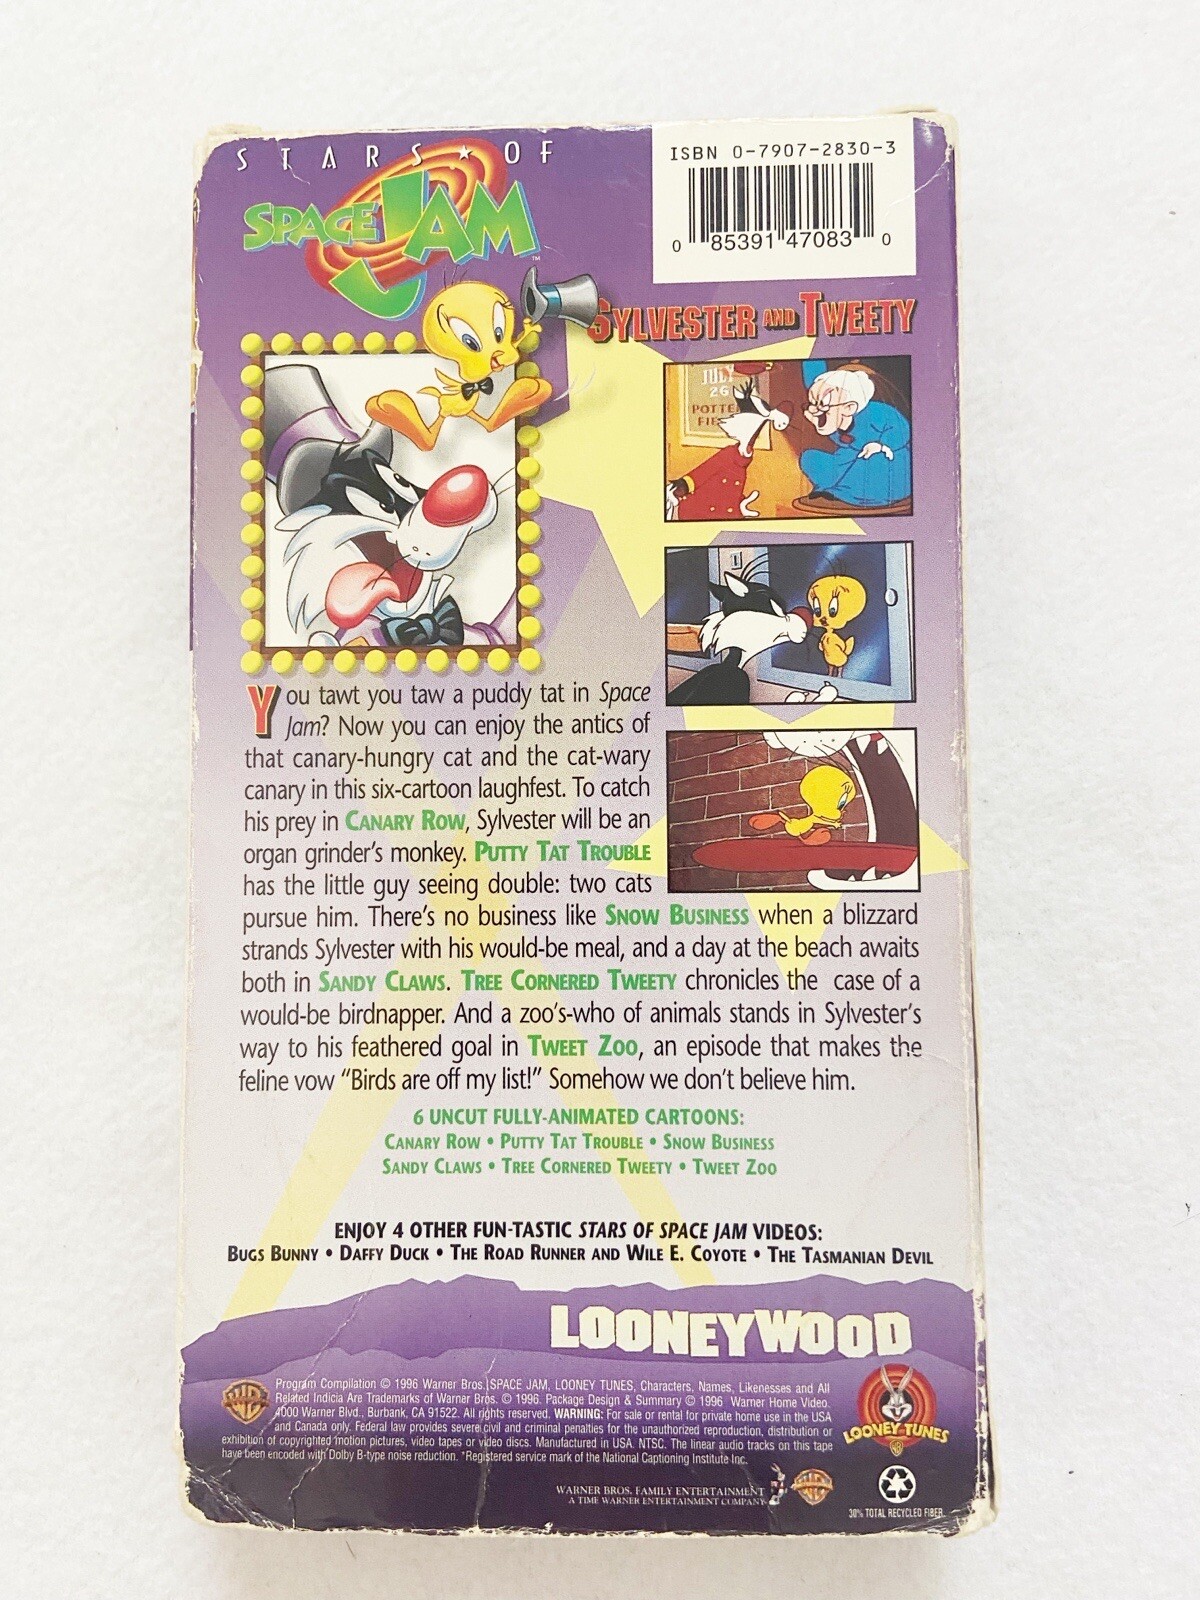 STARS★OF
SPACE JAM™
ISBN 0-7907-2830-3
0 85391 47083 0
SYLVESTER AND TWEETY
JULY
26
POTTE
FIE
You tawt you taw a puddy tat in Space
Jam? Now you can enjoy the antics of
that canary-hungry cat and the cat-wary
canary in this six-cartoon laughfest. To catch
his prey in CANARY ROW, Sylvester will be an
organ grinder's monkey. PUTTY TAT TROUBLE
has the little guy seeing double: two cats
pursue him. There's no business like SNOW BUSINESS when a blizzard
strands Sylvester with his would-be meal, and a day at the beach awaits
both in SANDY CLAWS. TREE CORNERED TWEETY chronicles the case of a
would-be birdnapper. And a zoo's-who of animals stands in Sylvester's
way to his feathered goal in TWEET ZOO, an episode that makes the
feline vow "Birds are off my list!" Somehow we don't believe him.
6 UNCUT FULLY-ANIMATED CARTOONS:
CANARY ROW • PUTTY TAT TROUBLE • SNOW BUSINESS
SANDY CLAWS • TREE CORNERED TWEETY • TWEET ZOO
ENJOY 4 OTHER FUN-TASTIC STARS OF SPACE JAM VIDEOS:
BUGS BUNNY • DAFFY DUCK • THE ROAD RUNNER AND WILE E. COYOTE • THE TASMANIAN DEVIL
LOONEYWOOD
WB
Program Compilation © 1996 Warner Bros. SPACE JAM, LOONEY TUNES, Characters, Names, Likenesses and All
Related Indicia Are Trademarks of Warner Bros. © 1996. Package Design & Summary © 1996 Warner Home Video.
4000 Warner Blvd., Burbank, CA 91522. All rights reserved. WARNING: For sale or rental for private home use in the USA
and Canada only. Federal law provides severe civil and criminal penalties for the unauthorized reproduction, distribution or
exhibition of copyrighted motion pictures, video tapes or video discs. Manufactured in USA. NTSC. The linear audio tracks on this tape
have been encoded with Dolby B-type noise reduction. *Registered service mark of the National Captioning Institute Inc.
LOONEY TUNES
WB
WARNER BROS. FAMILY ENTERTAINMENT
A TIME WARNER ENTERTAINMENT COMPANY
WB
30% TOTAL RECYCLED FIBER